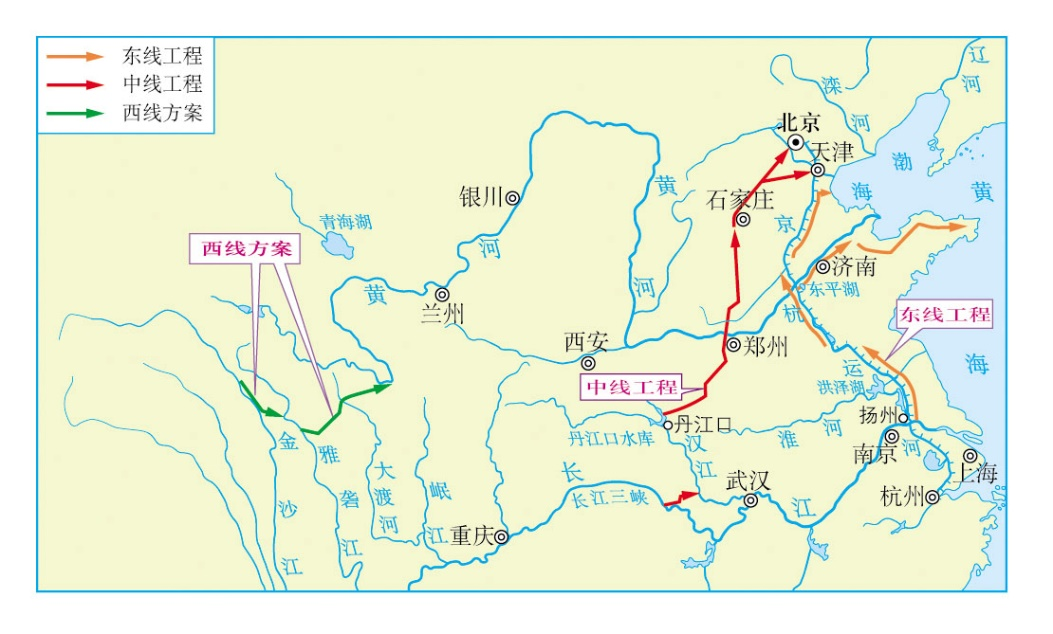 东线工程
中线工程
西线方案
辽河
滦河
北京
天津
渤海
黄海
石家庄
银川
青海湖
西线方案
黄河
黄河
京杭运河
济南
东平湖
兰州
东线工程
西安
郑州
中线工程
洪泽湖
扬州
丹江口
丹江口水库
汉江
淮河
南京
上海
杭州
金沙江
雅砻江
大渡河
岷江
长江
长江三峡
武汉
重庆